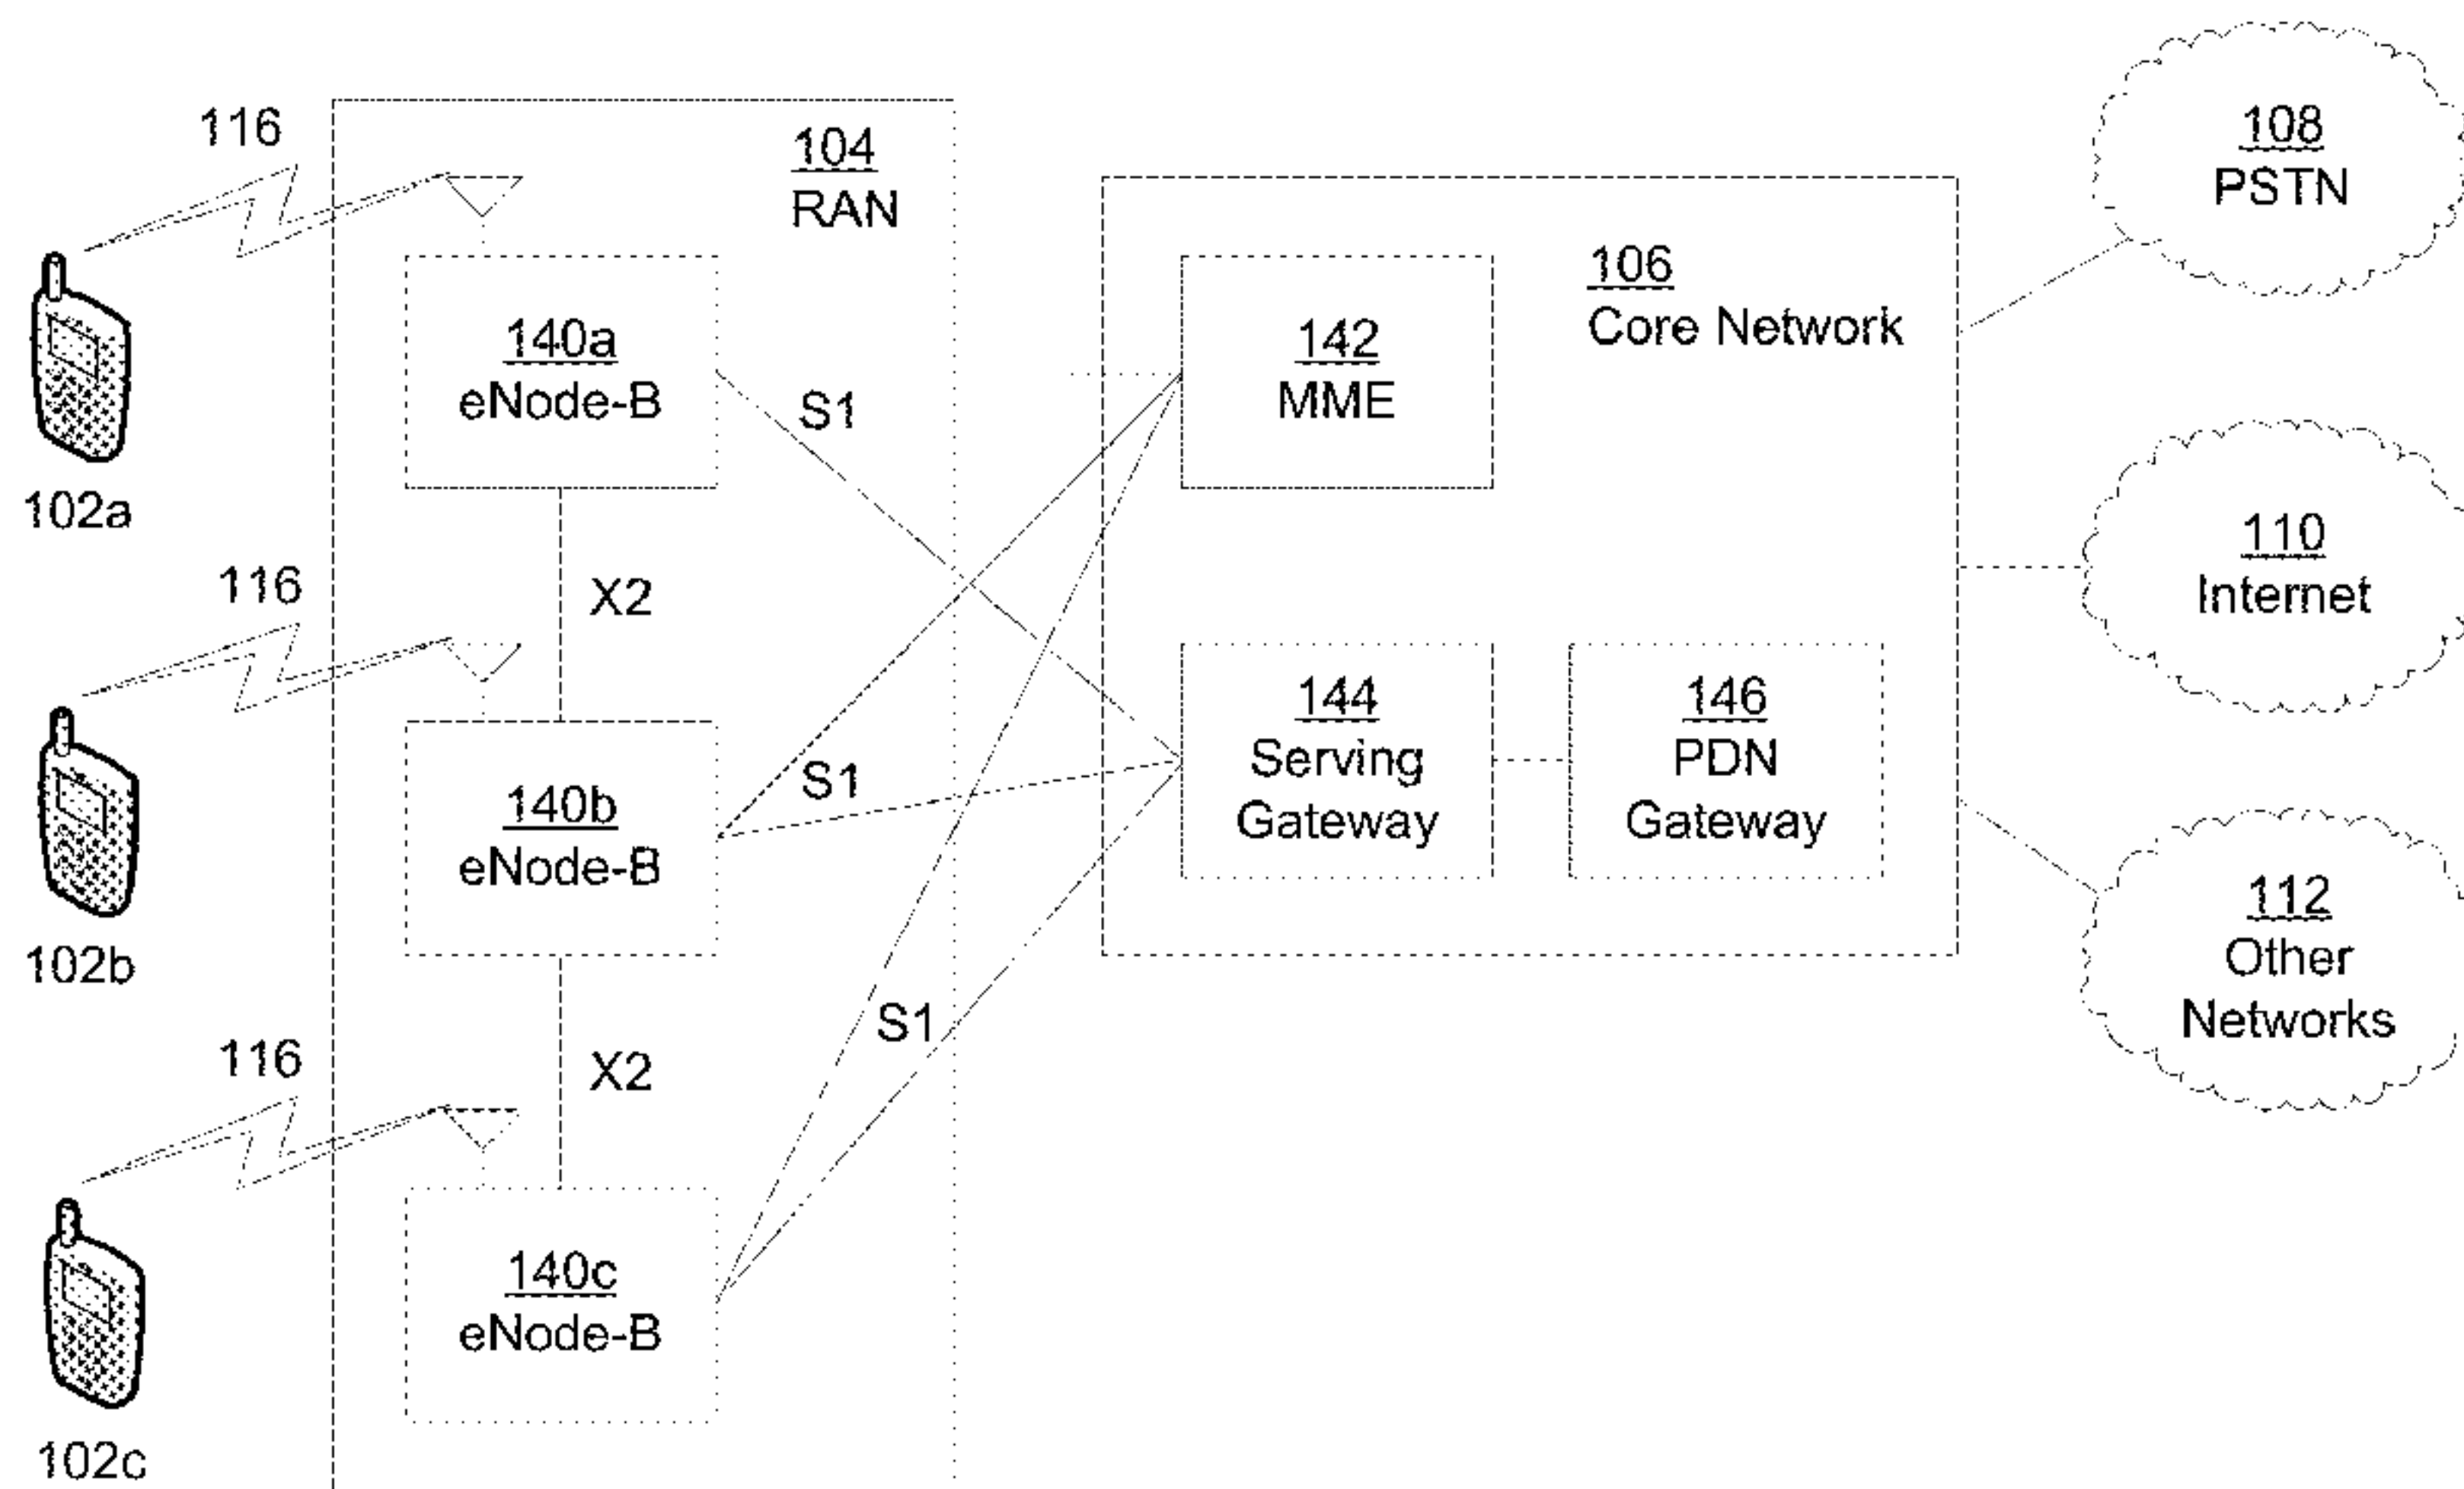 116
104
RAN
108
PSTN
106
Core Network
140a
eNode-B
142
MME
S1
102a
110
Internet
116
X2
144
Serving
Gateway
146
PDN
Gateway
S1
140b
eNode-B
102b
112
Other
Networks
S1
116
X2
140c
eNode-B
102c